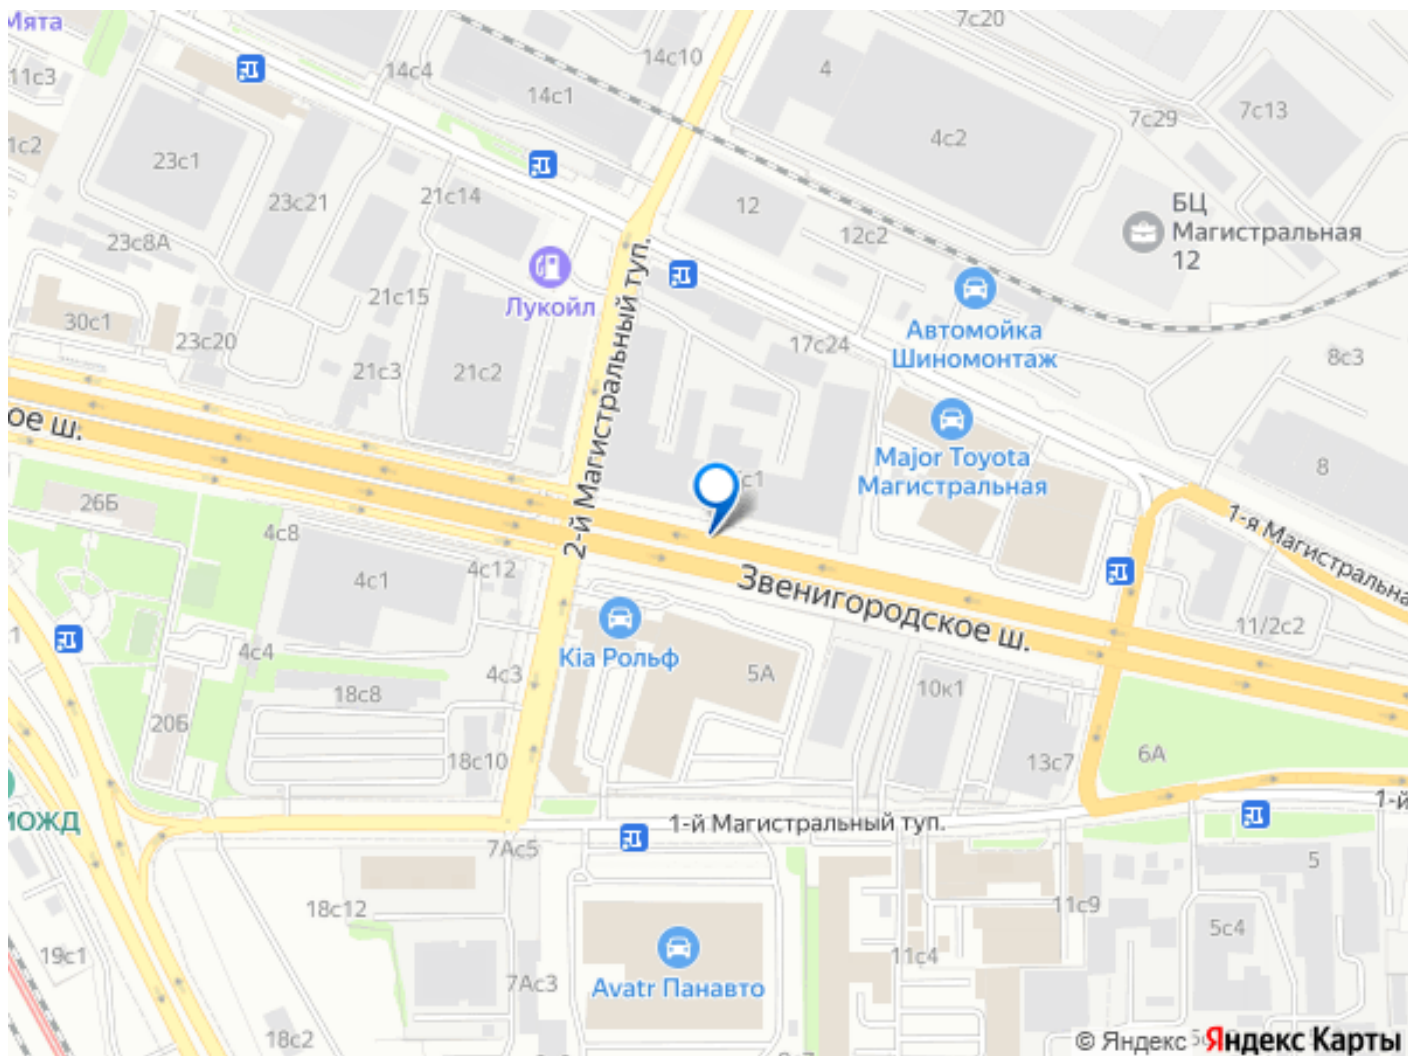 Мята
7с20
14с4
14с10
4
11с3
14с1
7с13
7с29
4с2
1с2
23с1
21с14
23с21
12
БЦ
Магистральная
12
12с2
23с8А
Лукойл
21с15
30с1
23с20
Автомойка
Шиномонтаж
17с24
8с3
21с3
21с2
2-й Магистральный туп.
ое ш.
Major Toyota
Магистральная
8
с1
26Б
4с8
1-я Магистральна
4с12
4с1
Звенигородское ш.
11/2с2
4с4
Kia Рольф
4с3
5А
10к1
18с8
20Б
6А
18с10
13с7
1-й
1-й Магистральный туп.
МОЖД
7Ас5
5
18с12
11с9
5с4
19с1
11с4
7Ас3
Avatr Панавто
18с2
© Яндекс Яндекс Карты